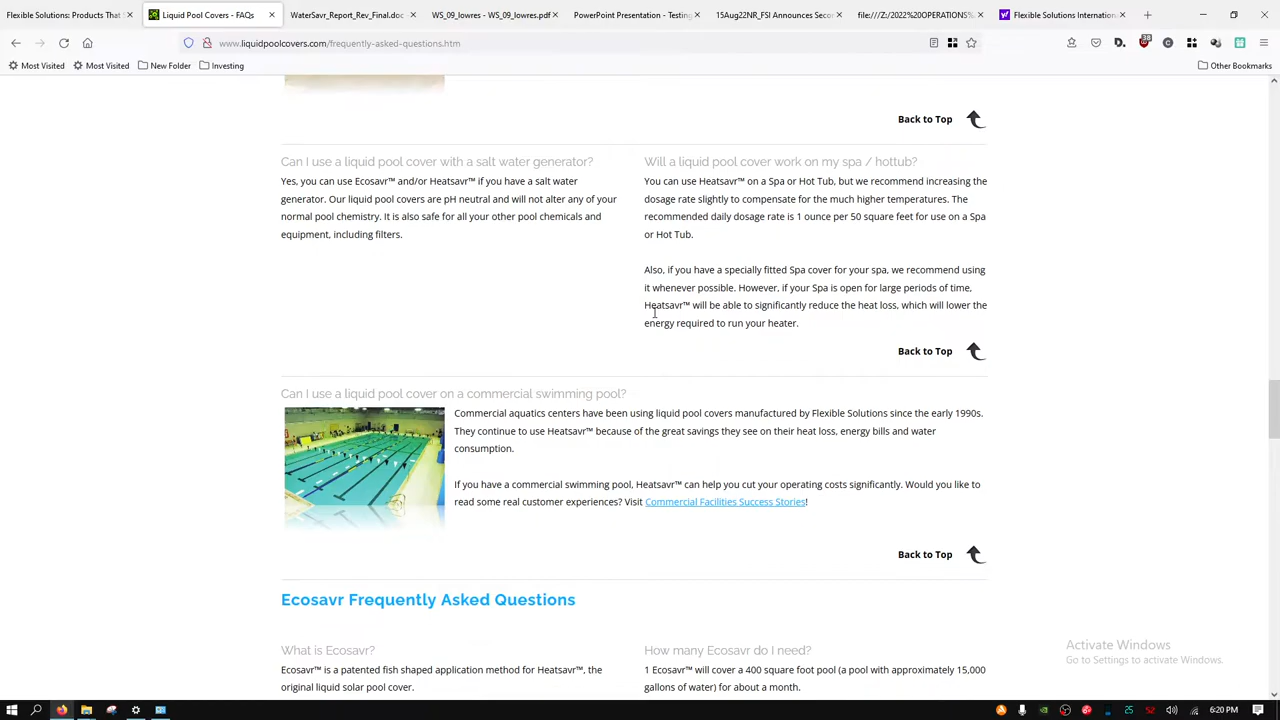 Flexible Solutions: Products That
Liquid Pool Covers - FAQs
WaterSavr_Report_Rev_Final.doc
WS_09_lowres - WS_09_lowres.pdf
PowerPoint Presentation - Testing
15Aug22NR_FSI Announces Seco
file:///Z:/2022%20OPERATIONS%
Flexible Solutions Internation
www.liquidpoolcovers.com/frequently-asked-questions.htm
Most Visited
Most Visited
New Folder
Investing
Other Bookmarks
Back to Top
Can I use a liquid pool cover with a salt water generator?
Yes, you can use Ecosavr™ and/or Heatsavr™ if you have a salt water
generator. Our liquid pool covers are pH neutral and will not alter any of your
normal pool chemistry. It is also safe for all your other pool chemicals and
equipment, including filters.
Will a liquid pool cover work on my spa / hottub?
You can use Heatsavr™ on a Spa or Hot Tub, but we recommend increasing the
dosage rate slightly to compensate for the much higher temperatures. The
recommended daily dosage rate is 1 ounce per 50 square feet for use on a Spa
or Hot Tub.
Also, if you have a specially fitted Spa cover for your spa, we recommend using
it whenever possible. However, if your Spa is open for large periods of time,
Heatsavr™ will be able to significantly reduce the heat loss, which will lower the
energy required to run your heater.
Back to Top
Can I use a liquid pool cover on a commercial swimming pool?
Commercial aquatics centers have been using liquid pool covers manufactured by Flexible Solutions since the early 1990s.
They continue to use Heatsavr™ because of the great savings they see on their heat loss, energy bills and water
consumption.
If you have a commercial swimming pool, Heatsavr™ can help you cut your operating costs significantly. Would you like to
read some real customer experiences? Visit Commercial Facilities Success Stories!
Back to Top
Ecosavr Frequently Asked Questions
What is Ecosavr?
Ecosavr™ is a patented fish shaped application method for Heatsavr™, the
original liquid solar pool cover.
How many Ecosavr do I need?
1 Ecosavr™ will cover a 400 square foot pool (a pool with approximately 15,000
gallons of water) for about a month.
Activate Windows
Go to Settings to activate Windows.
6:20 PM